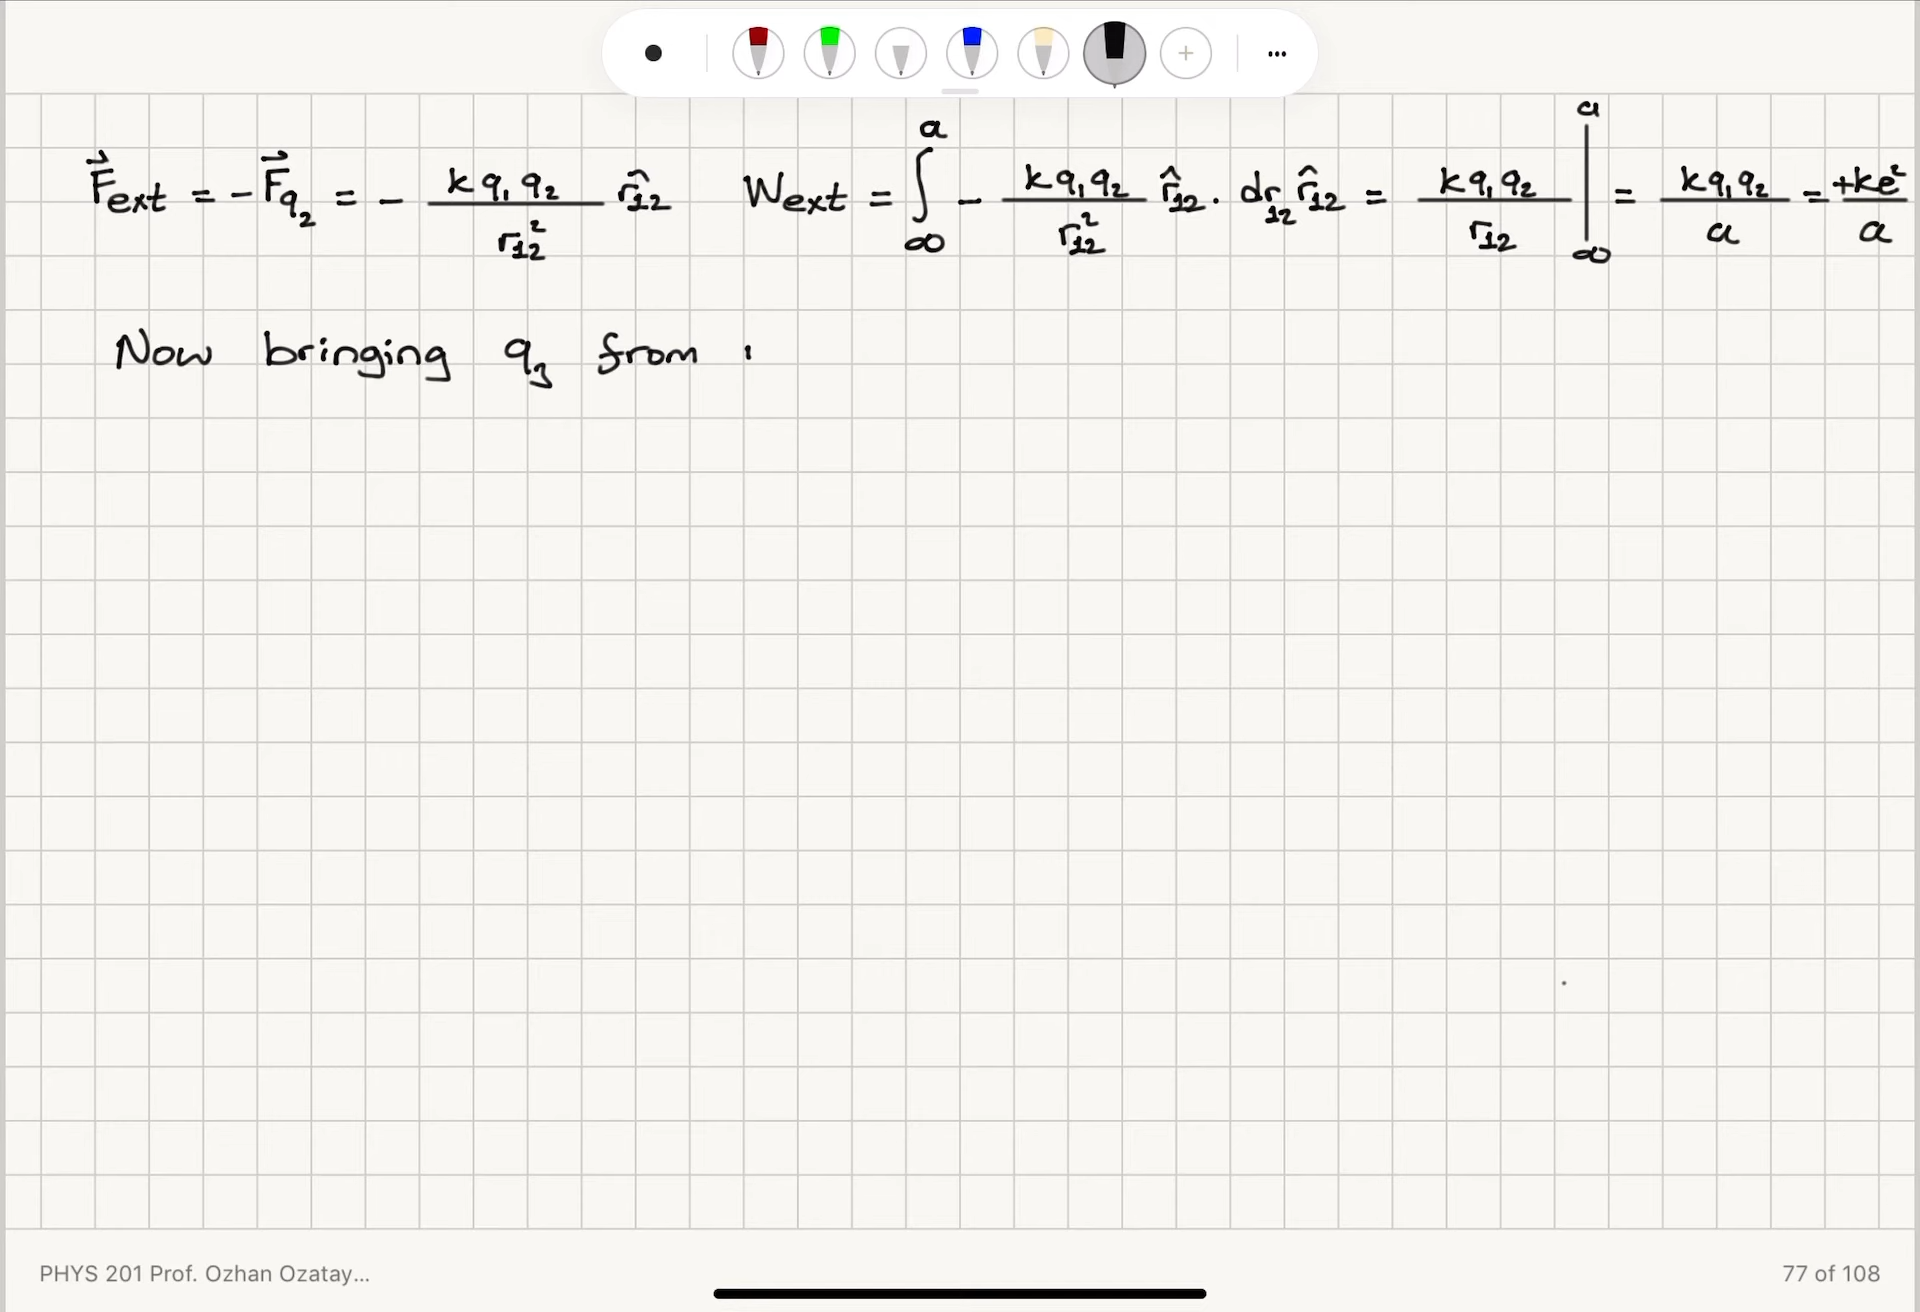 F⃗ext = -F⃗q₂ = - kq₁q₂/r₁₂² r̂₁₂ Wext = ∫∞^a - kq₁q₂/r₁₂² r̂₁₂ · dr₁₂ r̂₁₂ = kq₁q₂/r₁₂ |∞^a = kq₁q₂/a = +ke²/a
Now bringing q₃ from
PHYS 201 Prof. Ozhan Ozatay... 77 of 108